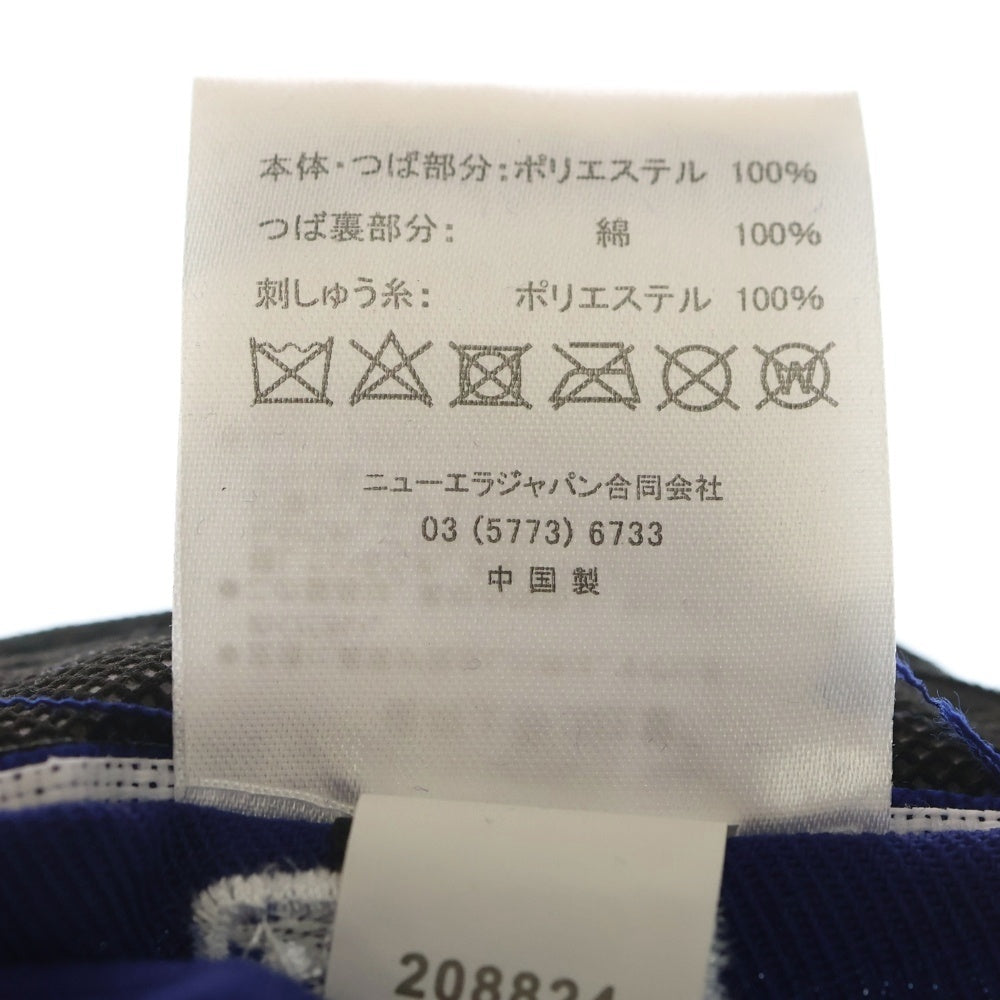 本体・つば部分:ポリエステル 100%
つば裏部分: 綿 100%
刺しゅう糸: ポリエステル 100%
W
ニューエラジャパン合同会社
03 (5773) 6733
中国製